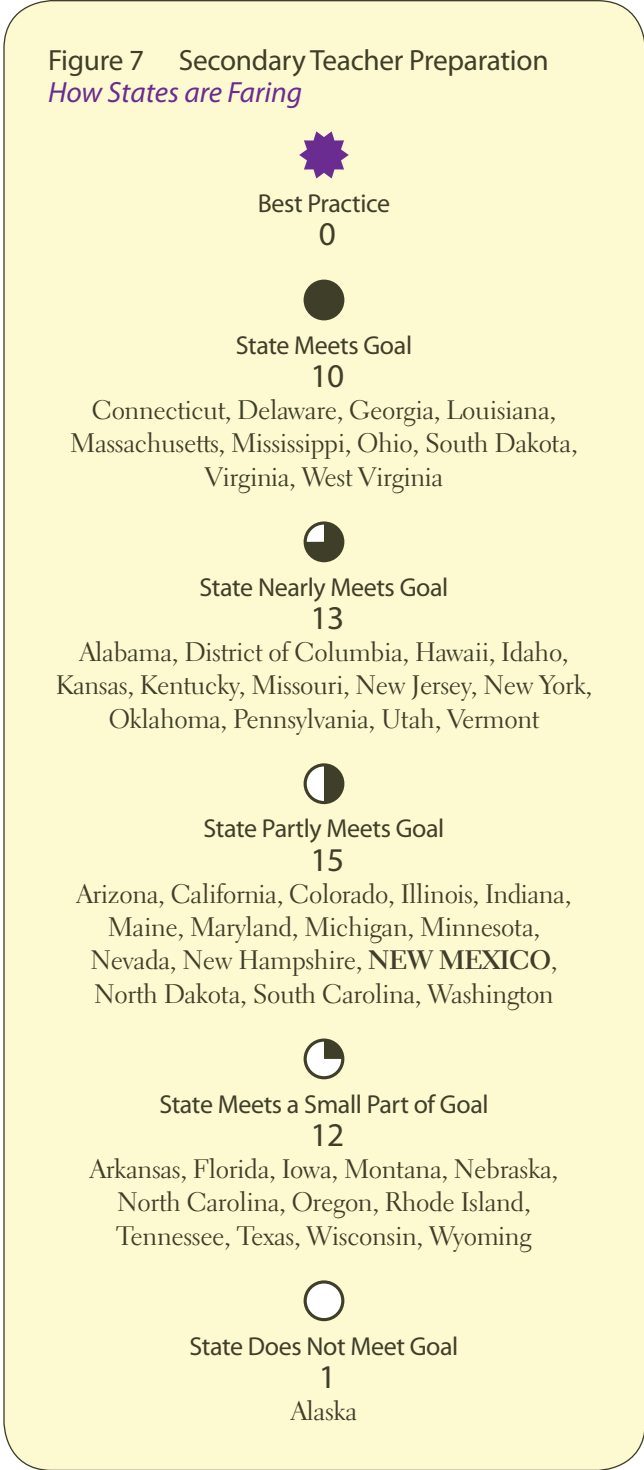 Figure 7 Secondary Teacher Preparation
How States are Faring
Best Practice
0
State Meets Goal
10
Connecticut, Delaware, Georgia, Louisiana,
Massachusetts, Mississippi, Ohio, South Dakota,
Virginia, West Virginia
State Nearly Meets Goal
13
Alabama, District of Columbia, Hawaii, Idaho,
Kansas, Kentucky, Missouri, New Jersey, New York,
Oklahoma, Pennsylvania, Utah, Vermont
State Partly Meets Goal
15
Arizona, California, Colorado, Illinois, Indiana,
Maine, Maryland, Michigan, Minnesota,
Nevada, New Hampshire, NEW MEXICO,
North Dakota, South Carolina, Washington
State Meets a Small Part of Goal
12
Arkansas, Florida, Iowa, Montana, Nebraska,
North Carolina, Oregon, Rhode Island,
Tennessee, Texas, Wisconsin, Wyoming
State Does Not Meet Goal
1
Alaska